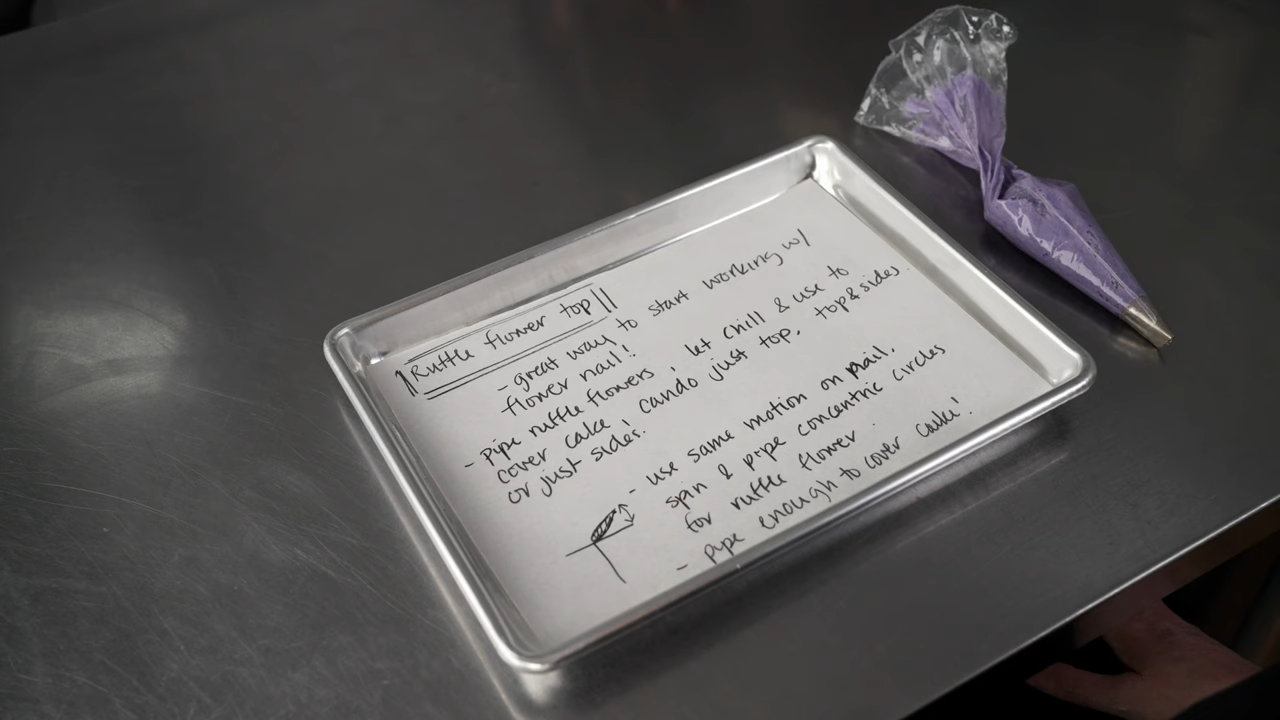 Ruffle flower top
- great way to start working w/
flower nail!
- Pipe ruffle flowers, let chill & use to
cover cake! can do just top, top & sides
or just sides!
- use same motion on nail,
spin & pipe concentric circles
for ruffle flower.
- Pipe enough to cover cake!